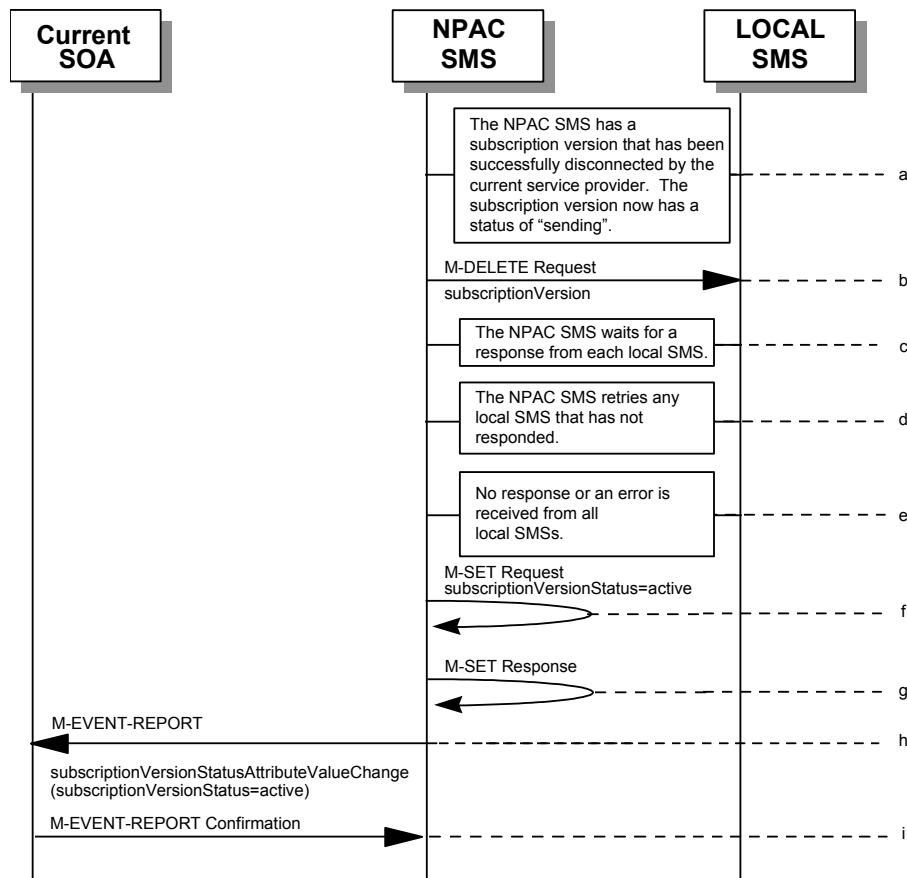 Current
SOA
NPAC
SMS
LOCAL
SMS
The NPAC SMS has a
subscription version that has been
successfully disconnected by the
current service provider. The
subscription version now has a
status of “sending”.
a
M-DELETE Request
subscriptionVersion
b
The NPAC SMS waits for a
response from each local SMS.
c
The NPAC SMS retries any
local SMS that has not
responded.
d
No response or an error is
received from all
local SMSs.
e
M-SET Request
subscriptionVersionStatus=active
f
M-SET Response
g
M-EVENT-REPORT
h
subscriptionVersionStatusAttributeValueChange
(subscriptionVersionStatus=active)
M-EVENT-REPORT Confirmation
i